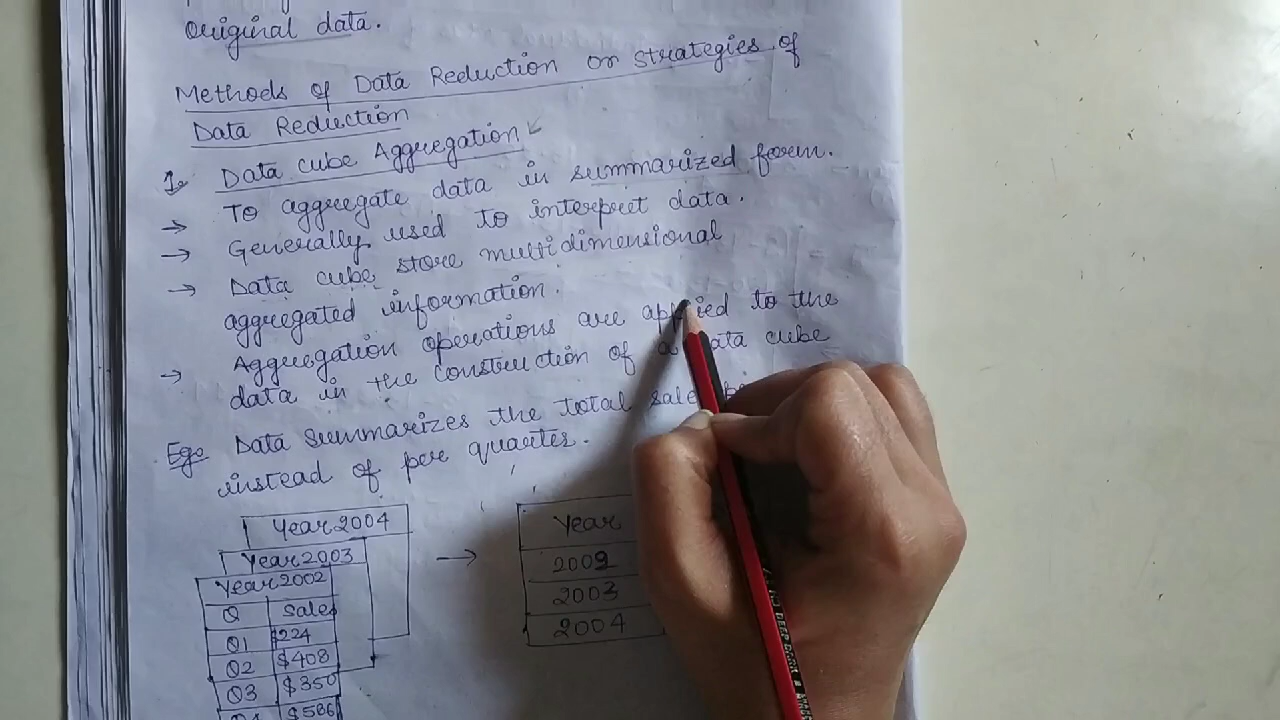 original data.
Methods of Data Reduction or strategies of
Data Reduction
1. Data cube Aggregation
→ To aggregate data in summarized form.
→ Generally used to interpret data.
→ Data cube store multidimensional
aggregated information.
→ Aggregation operations are applied to the
data in the construction of a data cube
Ego Data summarizes the total sale
instead of per quarter.
Year 2004
Year 2003
Year 2002
Q Sales
Q1 $224
Q2 $408
Q3 $350
$586
→
Year
2002
2003
2004